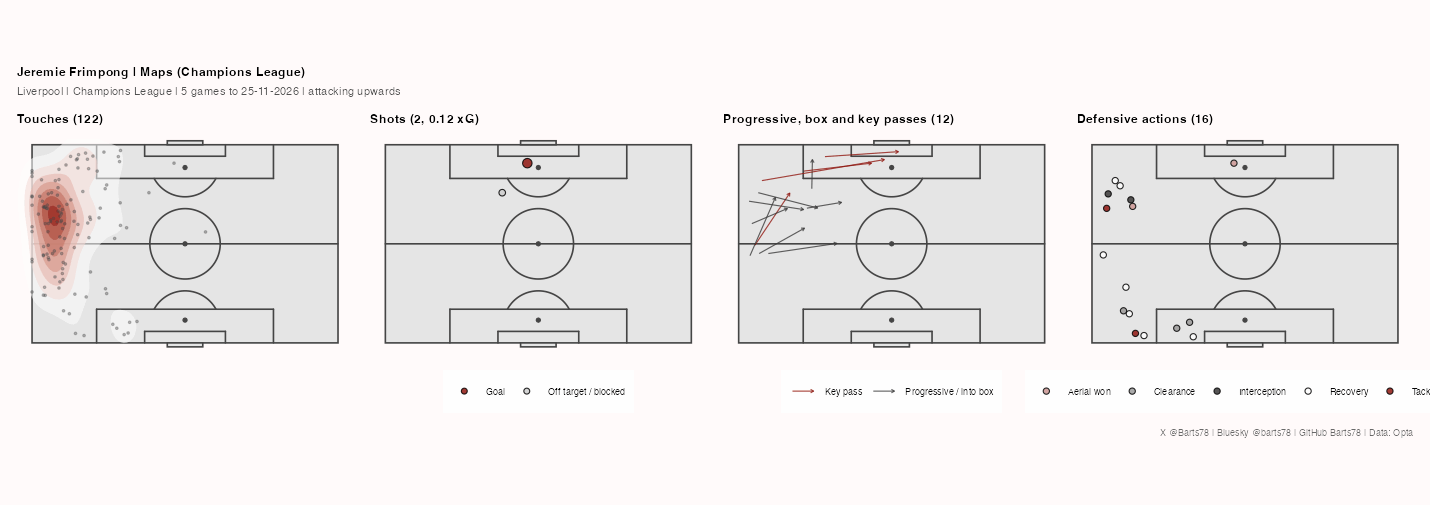 Jeremie Frimpong | Maps (Champions League)
Liverpool | Champions League | 5 games to 25-11-2026 | attacking upwards
Touches (122)
Shots (2, 0.12 xG)
Progressive, box and key passes (12)
Defensive actions (16)
Goal
Off target / blocked
Key pass
Progressive / into box
Aerial won
Clearance
Interception
Recovery
Tack
X @Barts78 | Bluesky @barts78 | GitHub Barts78 | Data: Opta